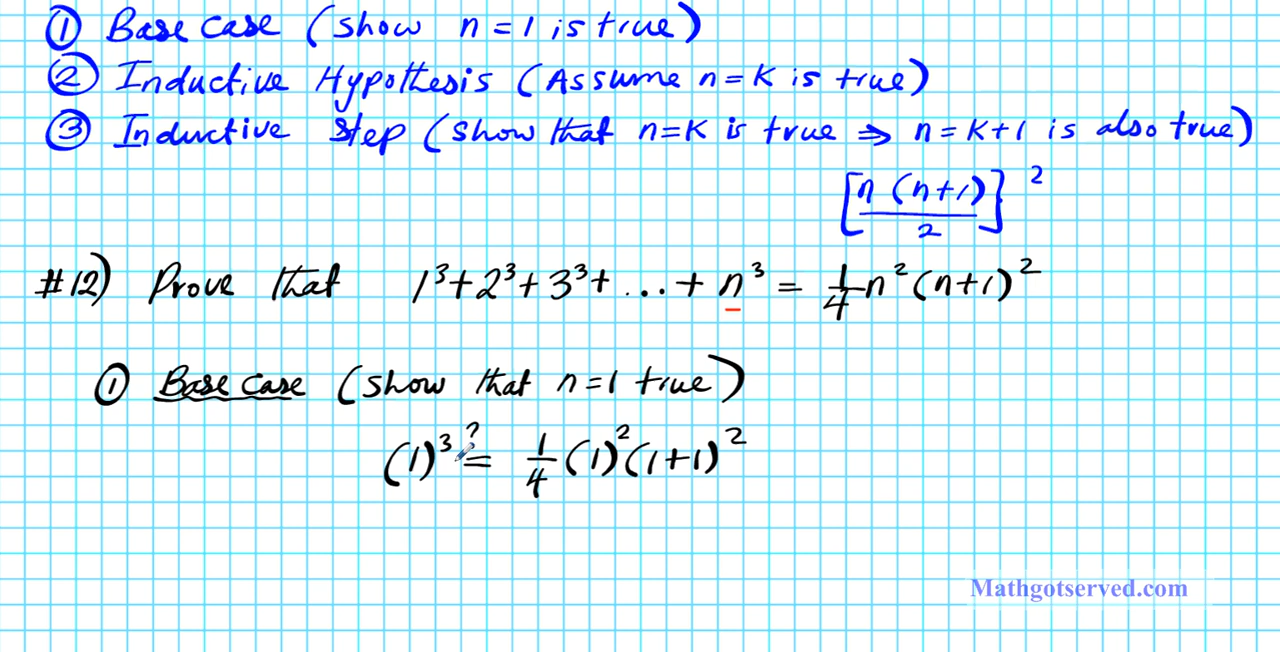 ① Base case (show n = 1 is true)
② Inductive Hypothesis (Assume n = K is true)
③ Inductive Step (show that n=K is true ⇒ n = K+1 is also true)
[n (n+1)/2]²
#12) Prove that 1³+2³+3³+ ...+ n³ = 1/4 n² (n+1)²
① Base case (show that n=1 true)
(1)³ ?= 1/4 (1)² (1+1)²
Mathgotserved.com